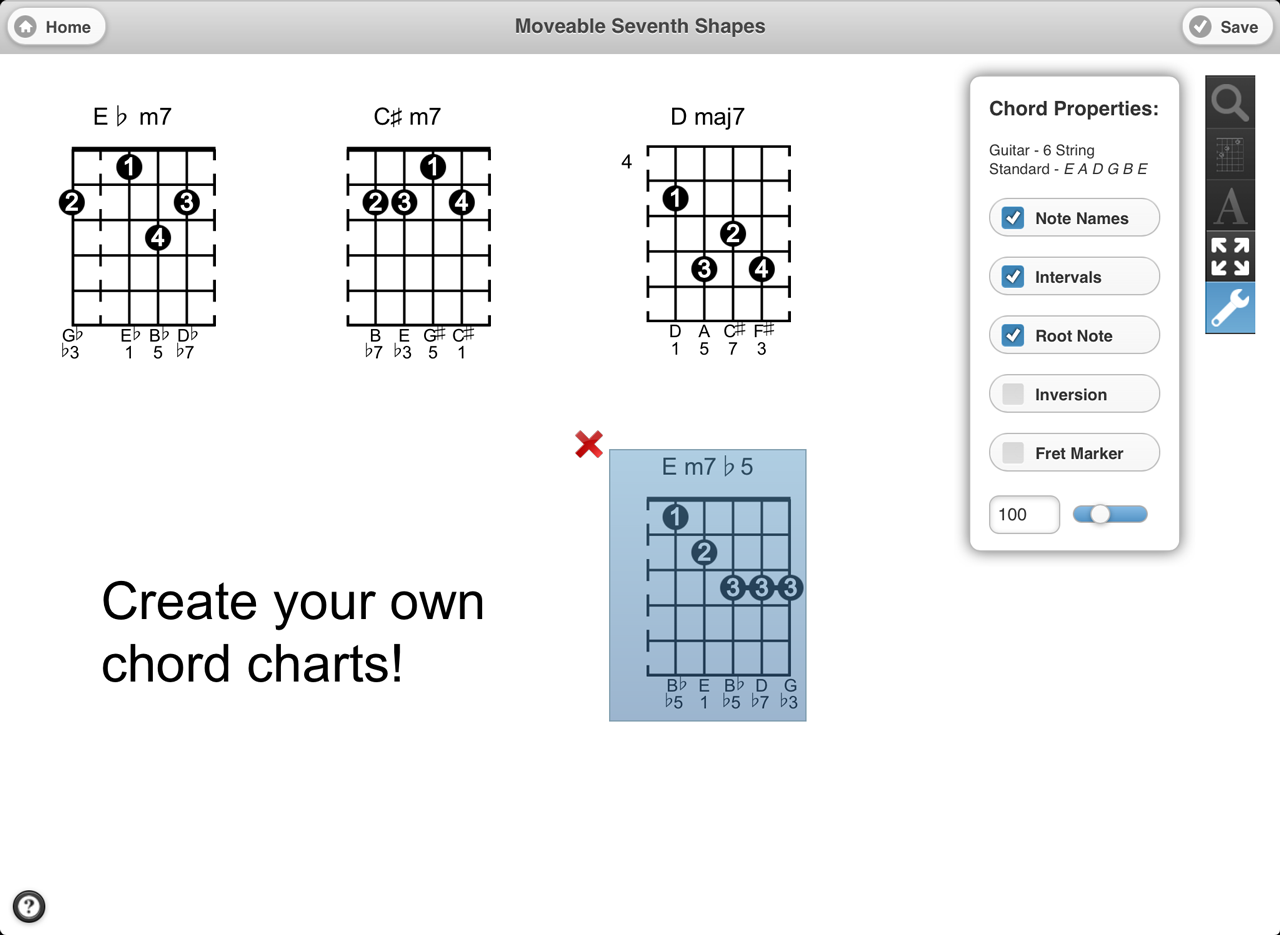 Home
Moveable Seventh Shapes
Save
E♭ m7
1
2 3
4
G♭ E♭ B♭ D♭
♭3 1 5 ♭7
C♯ m7
1
2 3 4
B E G♯ C♯
♭7 ♭3 5 1
D maj7
4
1
2
3 4
D A C♯ F♯
1 5 7 3
Chord Properties:
Guitar - 6 String
Standard - E A D G B E
Note Names
Intervals
Root Note
Inversion
Fret Marker
100
A
E m7♭5
1
2
3 3 3
B♭ E B♭ D G
♭5 1 ♭5 ♭7 ♭3
Create your own
chord charts!
?